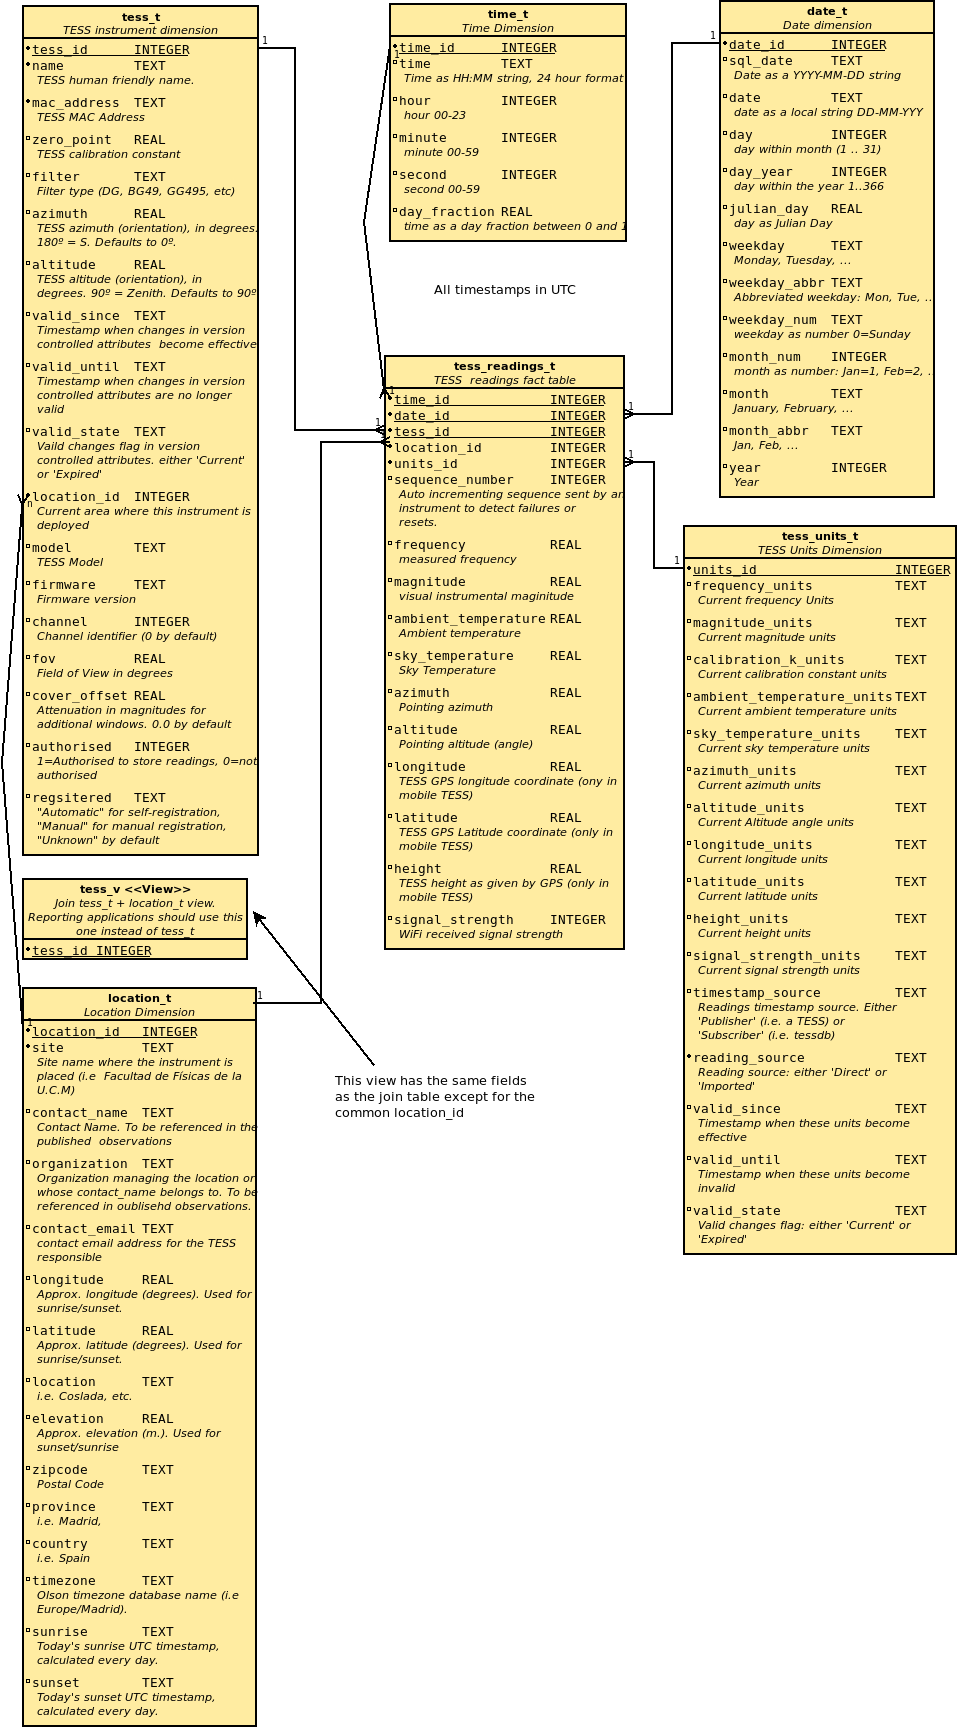 tess_t
TESS instrument dimension
tess_id INTEGER
name TEXT
TESS human friendly name.
mac_address TEXT
TESS MAC Address
zero_point REAL
TESS calibration constant
filter TEXT
Filter type (DG, BG49, GG495, etc)
azimuth REAL
TESS azimuth (orientation), in degrees.
180º = S. Defaults to 0º.
altitude REAL
TESS altitude (orientation), in
degrees. 90º = Zenith. Defaults to 90º
valid_since TEXT
Timestamp when changes in version
controlled attributes become effective
valid_until TEXT
Timestamp when changes in version
controlled attributes are no longer
valid
valid_state TEXT
Vaild changes flag in version
controlled attributes. either 'Current'
or 'Expired'
location_id INTEGER
n
Current area where this instrument is
deployed
model TEXT
TESS Model
firmware TEXT
Firmware version
channel INTEGER
Channel identifier (0 by default)
fov REAL
Field of View in degrees
cover_offset REAL
Attenuation in magnitudes for
additional windows. 0.0 by default
authorised INTEGER
1=Authorised to store readings, 0=not
authorised
regsitered TEXT
"Automatic" for self-registration,
"Manual" for manual registration,
"Unknown" by default
1
time_t
Time Dimension
time_id INTEGER
1
time TEXT
Time as HH:MM string, 24 hour format
hour INTEGER
hour 00-23
minute INTEGER
minute 00-59
second INTEGER
second 00-59
day_fraction REAL
time as a day fraction between 0 and 1
All timestamps in UTC
date_t
Date dimension
1
date_id INTEGER
sql_date TEXT
Date as a YYYY-MM-DD string
date TEXT
date as a local string DD-MM-YYY
day INTEGER
day within month (1 .. 31)
day_year INTEGER
day within the year 1..366
julian_day REAL
day as Julian Day
weekday TEXT
Monday, Tuesday, ...
weekday_abbr TEXT
Abbreviated weekday: Mon, Tue, ..
weekday_num TEXT
weekday as number 0=Sunday
month_num INTEGER
month as number: Jan=1, Feb=2, ..
month TEXT
January, February, ...
month_abbr TEXT
Jan, Feb, ...
year INTEGER
Year
tess_readings_t
TESS readings fact table
1
time_id INTEGER
1
date_id INTEGER
1
tess_id INTEGER
1
location_id INTEGER
1
units_id INTEGER
sequence_number INTEGER
Auto incrementing sequence sent by an
instrument to detect failures or
resets.
frequency REAL
measured frequency
magnitude REAL
visual instrumental maginitude
ambient_temperature REAL
Ambient temperature
sky_temperature REAL
Sky Temperature
azimuth REAL
Pointing azimuth
altitude REAL
Pointing altitude (angle)
longitude REAL
TESS GPS longitude coordinate (ony in
mobile TESS)
latitude REAL
TESS GPS Latitude coordinate (only in
mobile TESS)
height REAL
TESS height as given by GPS (only in
mobile TESS)
signal_strength INTEGER
WiFi received signal strength
tess_units_t
TESS Units Dimension
1
units_id INTEGER
frequency_units TEXT
Current frequency Units
magnitude_units TEXT
Current magnitude units
calibration_k_units TEXT
Current calibration constant units
ambient_temperature_units TEXT
Current ambient temperature units
sky_temperature_units TEXT
Current sky temperature units
azimuth_units TEXT
Current azimuth units
altitude_units TEXT
Current Altitude angle units
longitude_units TEXT
Current longitude units
latitude_units TEXT
Current latitude units
height_units TEXT
Current height units
signal_strength_units TEXT
Current signal strength units
timestamp_source TEXT
Readings timestamp source. Either
'Publisher' (i.e. a TESS) or
'Subscriber' (i.e. tessdb)
reading_source TEXT
Reading source: either 'Direct' or
'Imported'
valid_since TEXT
Timestamp when these units become
effective
valid_until TEXT
Timestamp when these units become
invalid
valid_state TEXT
Valid changes flag: either 'Current' or
'Expired'
tess_v <<View>>
Join tess_t + location_t view.
Reporting applications should use this
one instead of tess_t
tess_id INTEGER
This view has the same fields
as the join table except for the
common location_id
location_t
Location Dimension
1
1
location_id INTEGER
site TEXT
Site name where the instrument is
placed (i.e Facultad de Físicas de la
U.C.M)
contact_name TEXT
Contact Name. To be referenced in the
published observations
organization TEXT
Organization managing the location or
whose contact_name belongs to. To be
referenced in oublisehd observations.
contact_email TEXT
contact email address for the TESS
responsible
longitude REAL
Approx. longitude (degrees). Used for
sunrise/sunset.
latitude REAL
Approx. latitude (degrees). Used for
sunrise/sunset.
location TEXT
i.e. Coslada, etc.
elevation REAL
Approx. elevation (m.). Used for
sunset/sunrise
zipcode TEXT
Postal Code
province TEXT
i.e. Madrid,
country TEXT
i.e. Spain
timezone TEXT
Olson timezone database name (i.e
Europe/Madrid).
sunrise TEXT
Today's sunrise UTC timestamp,
calculated every day.
sunset TEXT
Today's sunset UTC timestamp,
calculated every day.